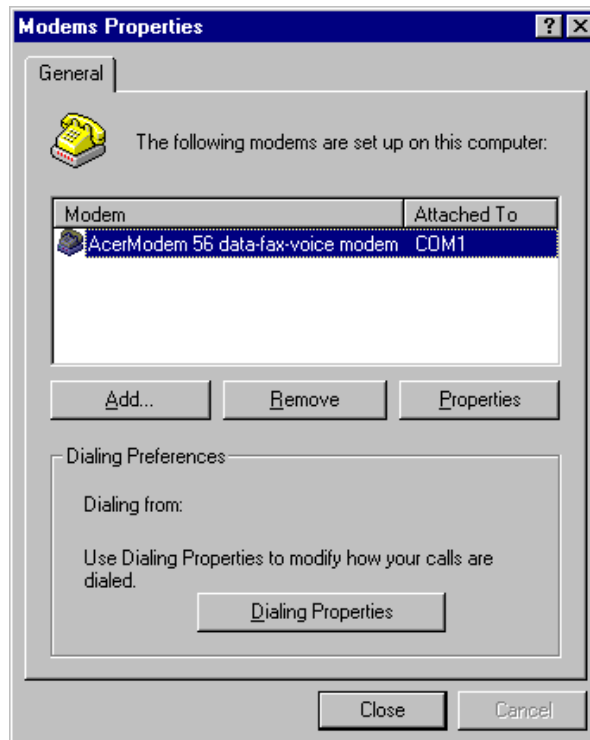 Modems Properties
General
The following modems are set up on this computer:
Modem Attached To
AcerModem 56 data-fax-voice modem COM1
Add... Remove Properties
Dialing Preferences
Dialing from:
Use Dialing Properties to modify how your calls are
dialed.
Dialing Properties
Close Cancel